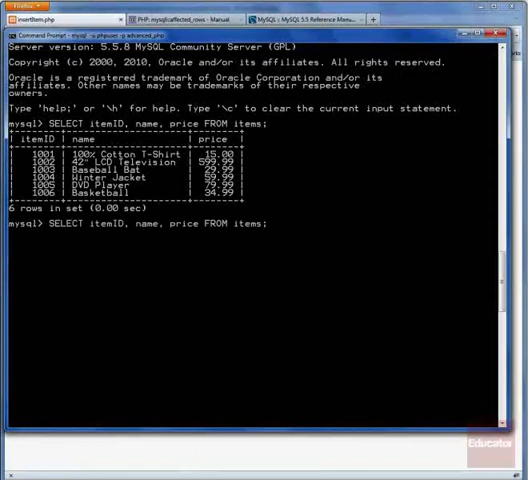 Firefox
insertItem.php
PHP: mysqli:affected_rows - Manual
MySQL :: MySQL 5.5 Reference Manu...
Command Prompt - mysql -u phpuser -p advanced_php
Server version: 5.5.8 MySQL Community Server (GPL)
Copyright (c) 2000, 2010, Oracle and/or its affiliates. All rights reserved.
Oracle is a registered trademark of Oracle Corporation and/or its
affiliates. Other names may be trademarks of their respective
owners.
Type 'help;' or '\h' for help. Type '\c' to clear the current input statement.
mysql> SELECT itemID, name, price FROM items;
+--------+--------------------+--------+
| itemID | name | price |
+--------+--------------------+--------+
| 1001 | 100% Cotton T-Shirt | 15.00 |
| 1002 | 42" LCD Television | 599.99 |
| 1003 | Baseball Bat | 29.99 |
| 1004 | Winter Jacket | 59.99 |
| 1005 | DVD Player | 79.99 |
| 1006 | Basketball | 34.99 |
+--------+--------------------+--------+
6 rows in set (0.00 sec)
mysql> SELECT itemID, name, price FROM items;
Educator